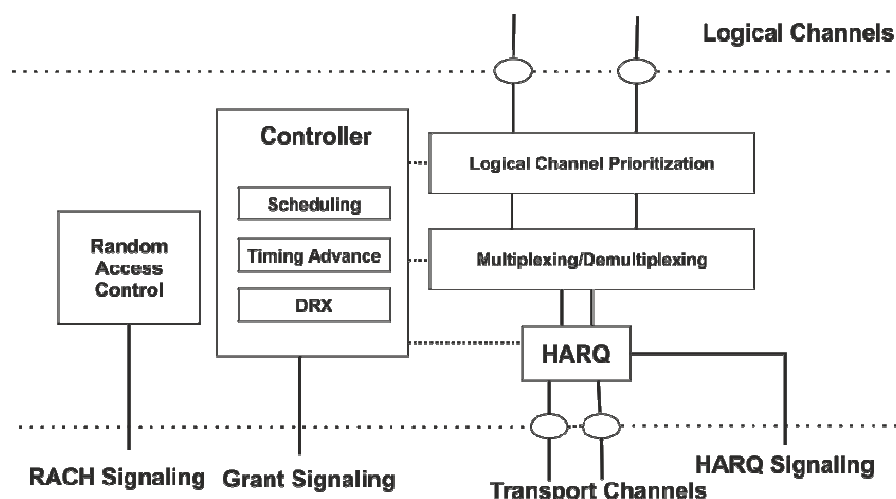 Logical Channels
Controller
Logical Channel Prioritization
Scheduling
Random
Access
Control
Timing Advance
Multiplexing/Demultiplexing
DRX
HARQ
RACH Signaling
Grant Signaling
Transport Channels
HARQ Signaling